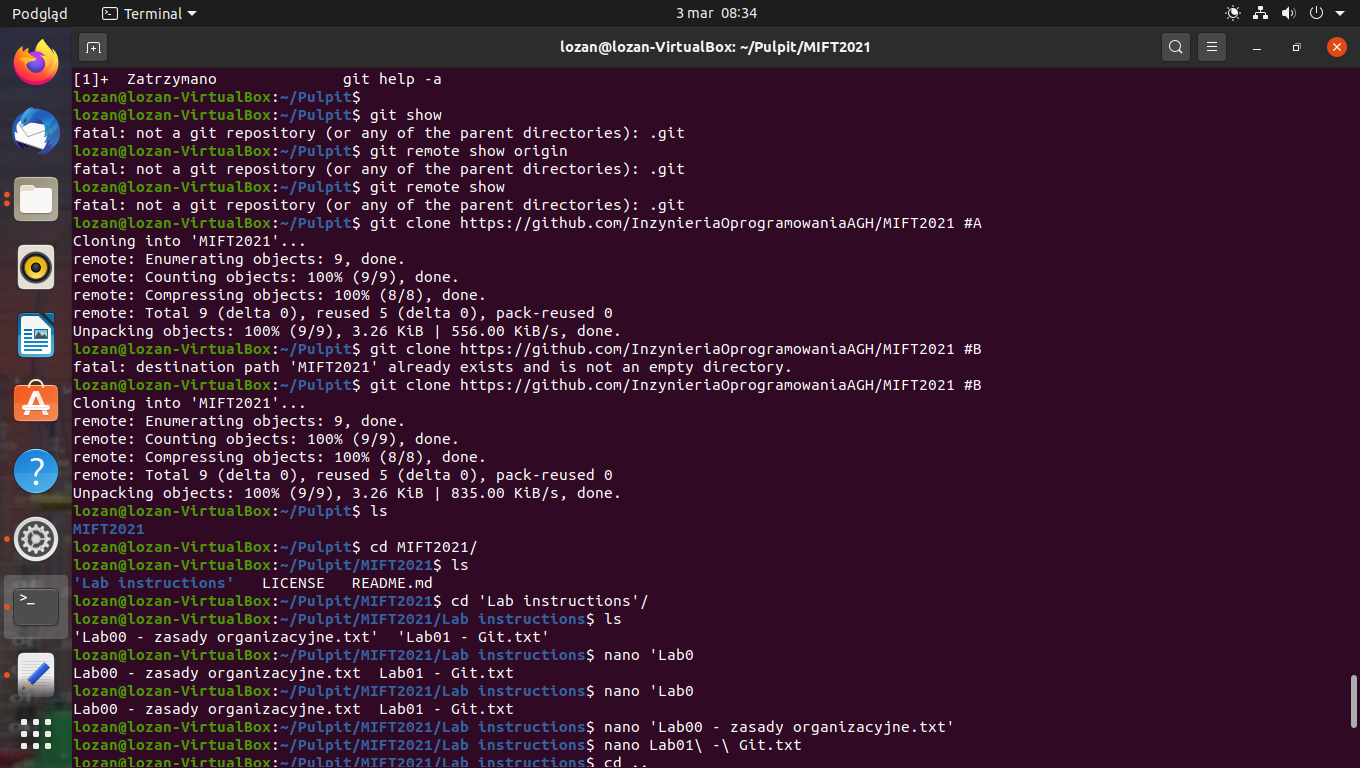 Podgląd Terminal 3 mar 08:34
lozan@lozan-VirtualBox: ~/Pulpit/MIFT2021
[1]+  Zatrzymano              git help -a
lozan@lozan-VirtualBox:~/Pulpit$
lozan@lozan-VirtualBox:~/Pulpit$ git show
fatal: not a git repository (or any of the parent directories): .git
lozan@lozan-VirtualBox:~/Pulpit$ git remote show origin
fatal: not a git repository (or any of the parent directories): .git
lozan@lozan-VirtualBox:~/Pulpit$ git remote show
fatal: not a git repository (or any of the parent directories): .git
lozan@lozan-VirtualBox:~/Pulpit$ git clone https://github.com/InzynieriaOprogramowaniaAGH/MIFT2021 #A
Cloning into 'MIFT2021'...
remote: Enumerating objects: 9, done.
remote: Counting objects: 100% (9/9), done.
remote: Compressing objects: 100% (8/8), done.
remote: Total 9 (delta 0), reused 5 (delta 0), pack-reused 0
Unpacking objects: 100% (9/9), 3.26 KiB | 556.00 KiB/s, done.
lozan@lozan-VirtualBox:~/Pulpit$ git clone https://github.com/InzynieriaOprogramowaniaAGH/MIFT2021 #B
fatal: destination path 'MIFT2021' already exists and is not an empty directory.
lozan@lozan-VirtualBox:~/Pulpit$ git clone https://github.com/InzynieriaOprogramowaniaAGH/MIFT2021 #B
Cloning into 'MIFT2021'...
remote: Enumerating objects: 9, done.
remote: Counting objects: 100% (9/9), done.
remote: Compressing objects: 100% (8/8), done.
remote: Total 9 (delta 0), reused 5 (delta 0), pack-reused 0
Unpacking objects: 100% (9/9), 3.26 KiB | 835.00 KiB/s, done.
lozan@lozan-VirtualBox:~/Pulpit$ ls
MIFT2021
lozan@lozan-VirtualBox:~/Pulpit$ cd MIFT2021/
lozan@lozan-VirtualBox:~/Pulpit/MIFT2021$ ls
'Lab instructions'   LICENSE   README.md
lozan@lozan-VirtualBox:~/Pulpit/MIFT2021$ cd 'Lab instructions'/
lozan@lozan-VirtualBox:~/Pulpit/MIFT2021/Lab instructions$ ls
'Lab00 - zasady organizacyjne.txt'  'Lab01 - Git.txt'
lozan@lozan-VirtualBox:~/Pulpit/MIFT2021/Lab instructions$ nano 'Lab0
Lab00 - zasady organizacyjne.txt  Lab01 - Git.txt
lozan@lozan-VirtualBox:~/Pulpit/MIFT2021/Lab instructions$ nano 'Lab0
Lab00 - zasady organizacyjne.txt  Lab01 - Git.txt
lozan@lozan-VirtualBox:~/Pulpit/MIFT2021/Lab instructions$ nano 'Lab00 - zasady organizacyjne.txt'
lozan@lozan-VirtualBox:~/Pulpit/MIFT2021/Lab instructions$ nano Lab01\ -\ Git.txt
lozan@lozan-VirtualBox:~/Pulpit/MIFT2021/Lab instructions$ cd ..